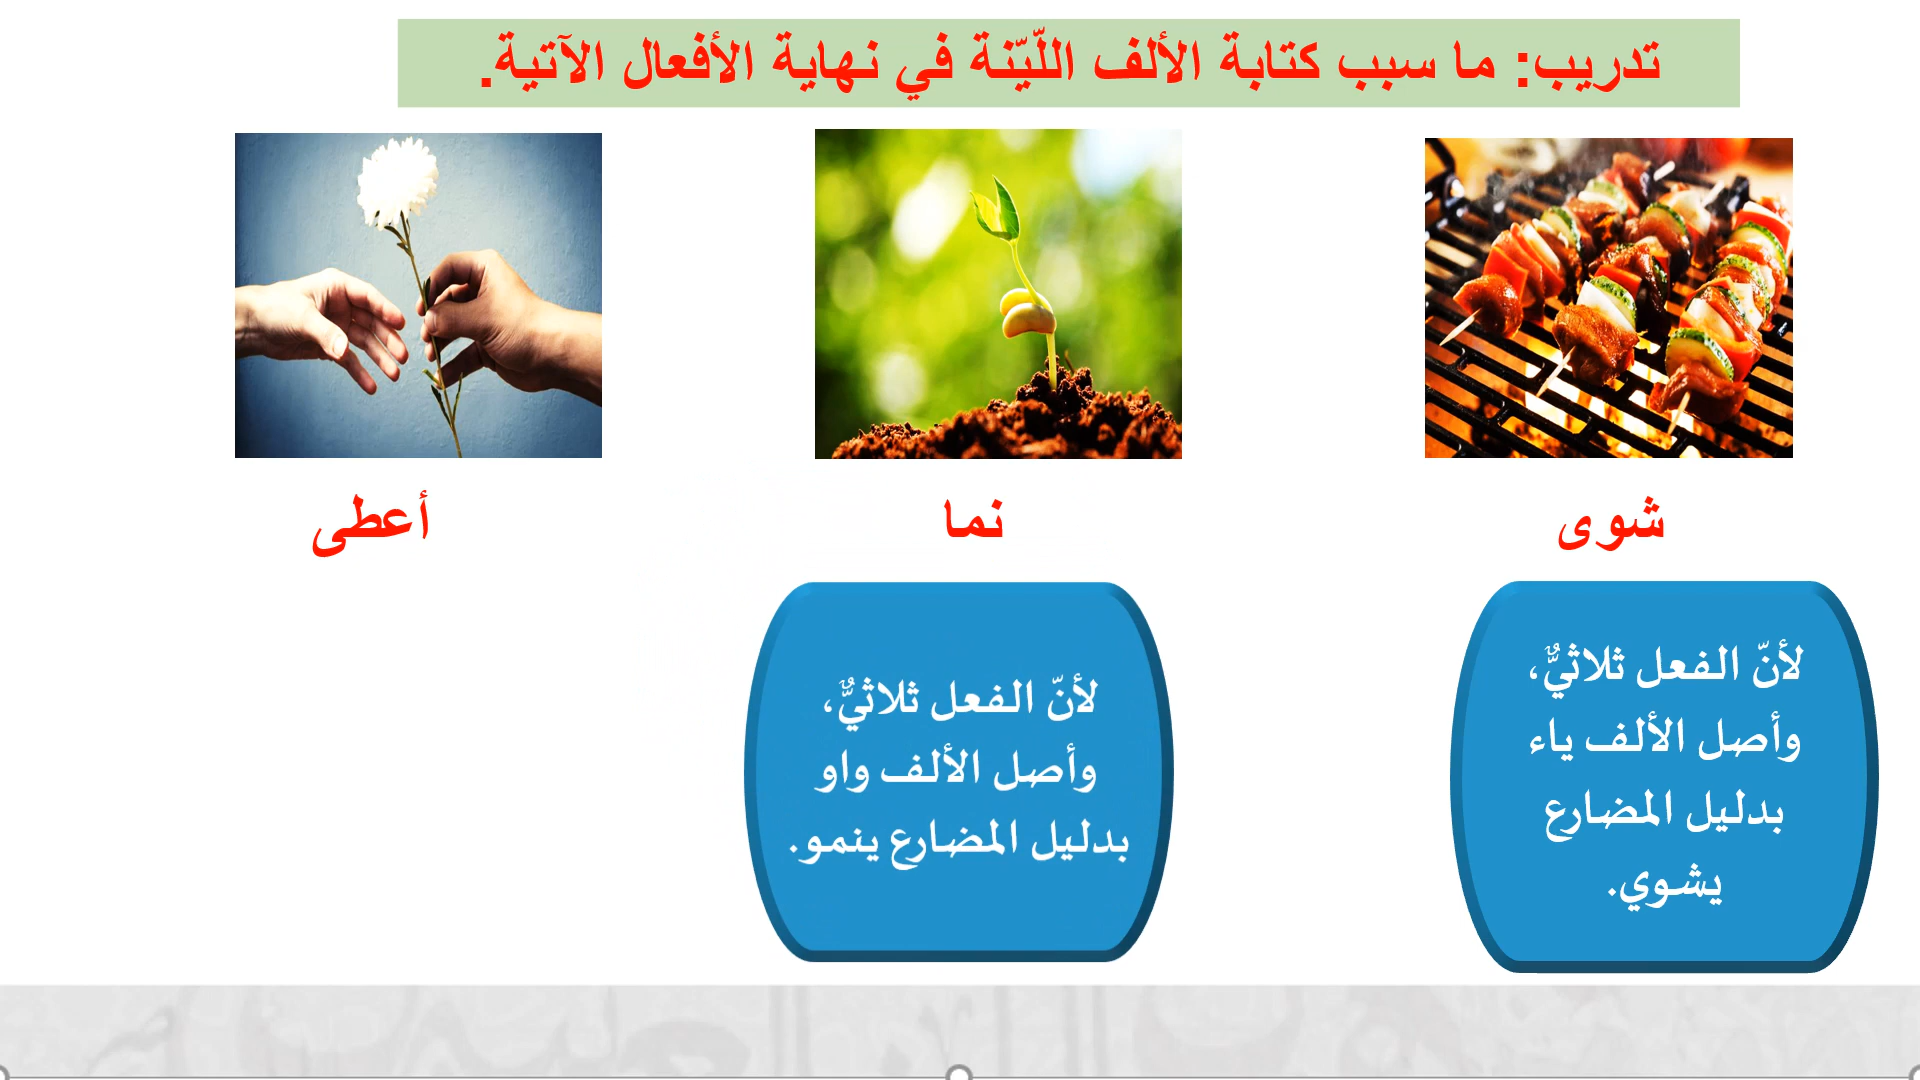 تدريب: ما سبب كتابة الألف اللّيّنة في نهاية الأفعال الآتية.
شوى
نما
أعطى
لأنّ الفعل ثلاثيٌّ،
وأصل الألف ياء
بدليل المضارع
يشوي.
لأنّ الفعل ثلاثيٌّ،
وأصل الألف واو
بدليل المضارع ينمو.